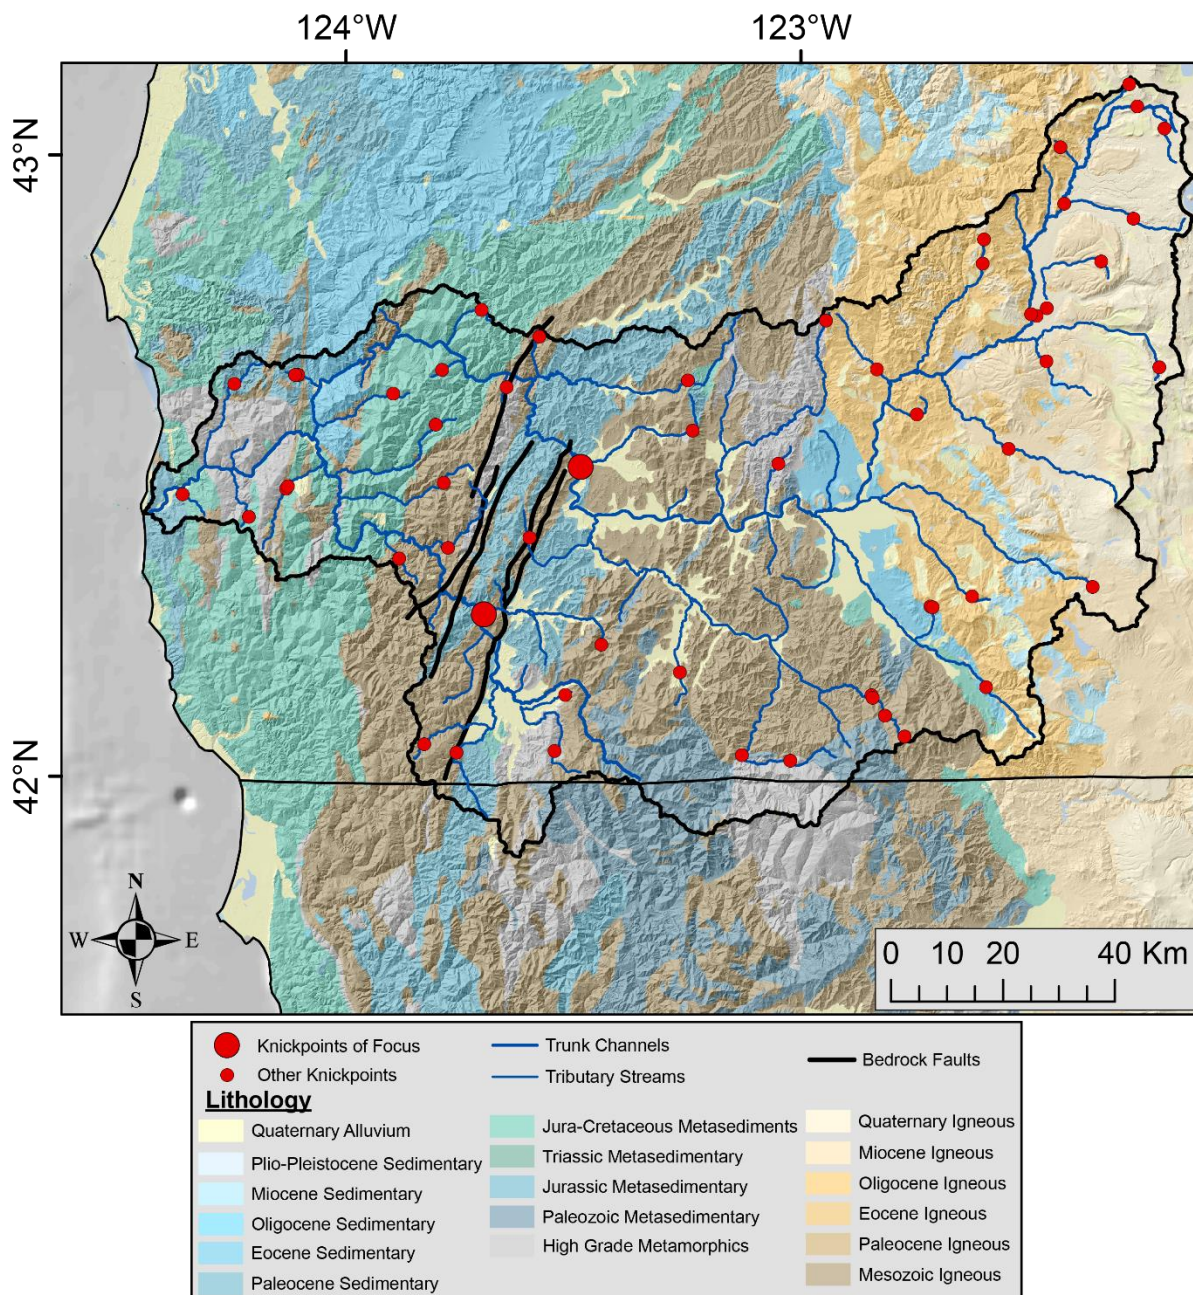 124°W 123°W
43°N
42°N
N
W E
S
0 10 20 40 Km
Knickpoints of Focus Trunk Channels Bedrock Faults
Other Knickpoints Tributary Streams
Lithology
Quaternary Alluvium Jura-Cretaceous Metasediments Quaternary Igneous
Plio-Pleistocene Sedimentary Triassic Metasedimentary Miocene Igneous
Miocene Sedimentary Jurassic Metasedimentary Oligocene Igneous
Oligocene Sedimentary Paleozoic Metasedimentary Eocene Igneous
Eocene Sedimentary High Grade Metamorphics Paleocene Igneous
Paleocene Sedimentary Mesozoic Igneous